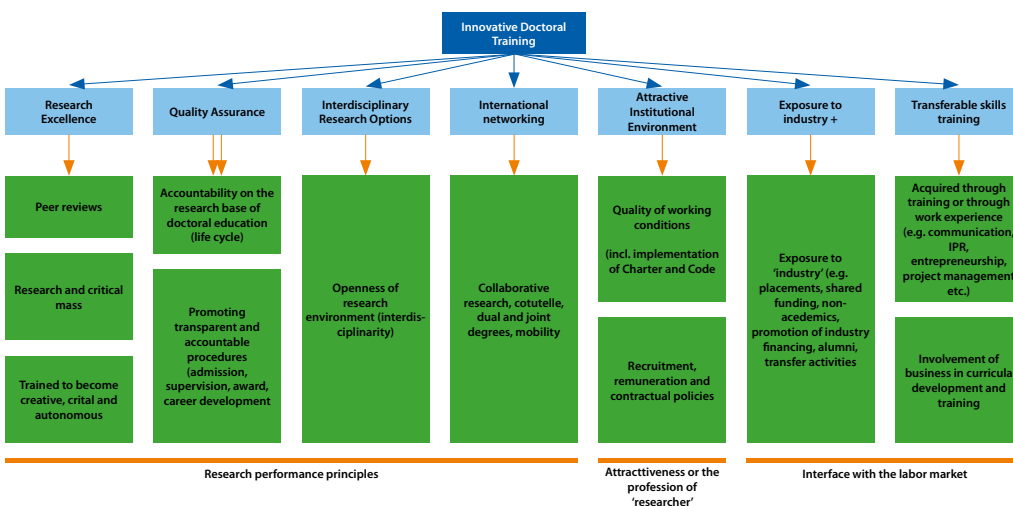 Innovative Doctoral
Training
Research
Excellence
Quality Assurance
Interdisciplinary
Research Options
International
networking
Attractive
Institutional
Environment
Exposure to
industry +
Transferable skills
training
Peer reviews
Research and critical
mass
Trained to become
creative, crital and
autonomous
Accountability on the
research base of
doctoral education
(life cycle)
Promoting
transparent and
accountable
procedures
(admission,
supervision, award,
career development
Openness of
research
environment (interdis-
ciplinarity)
Collaborative
research, cotutelle,
dual and joint
degrees, mobility
Quality of working
conditions
(incl. implementation
of Charter and Code
Recruitment,
remuneration and
contractual policies
Exposure to
‘industry’ (e.g.
placements, shared
funding, non-
acedemics,
promotion of industry
financing, alumni,
transfer activities
Acquired through
training or through
work experience
(e.g. communication,
IPR,
entrepreneurship,
project management
etc.)
Involvement of
business in curricula
development and
training
Research performance principles
Attracttiveness or the
profession of
‘researcher’
Interface with the labor market